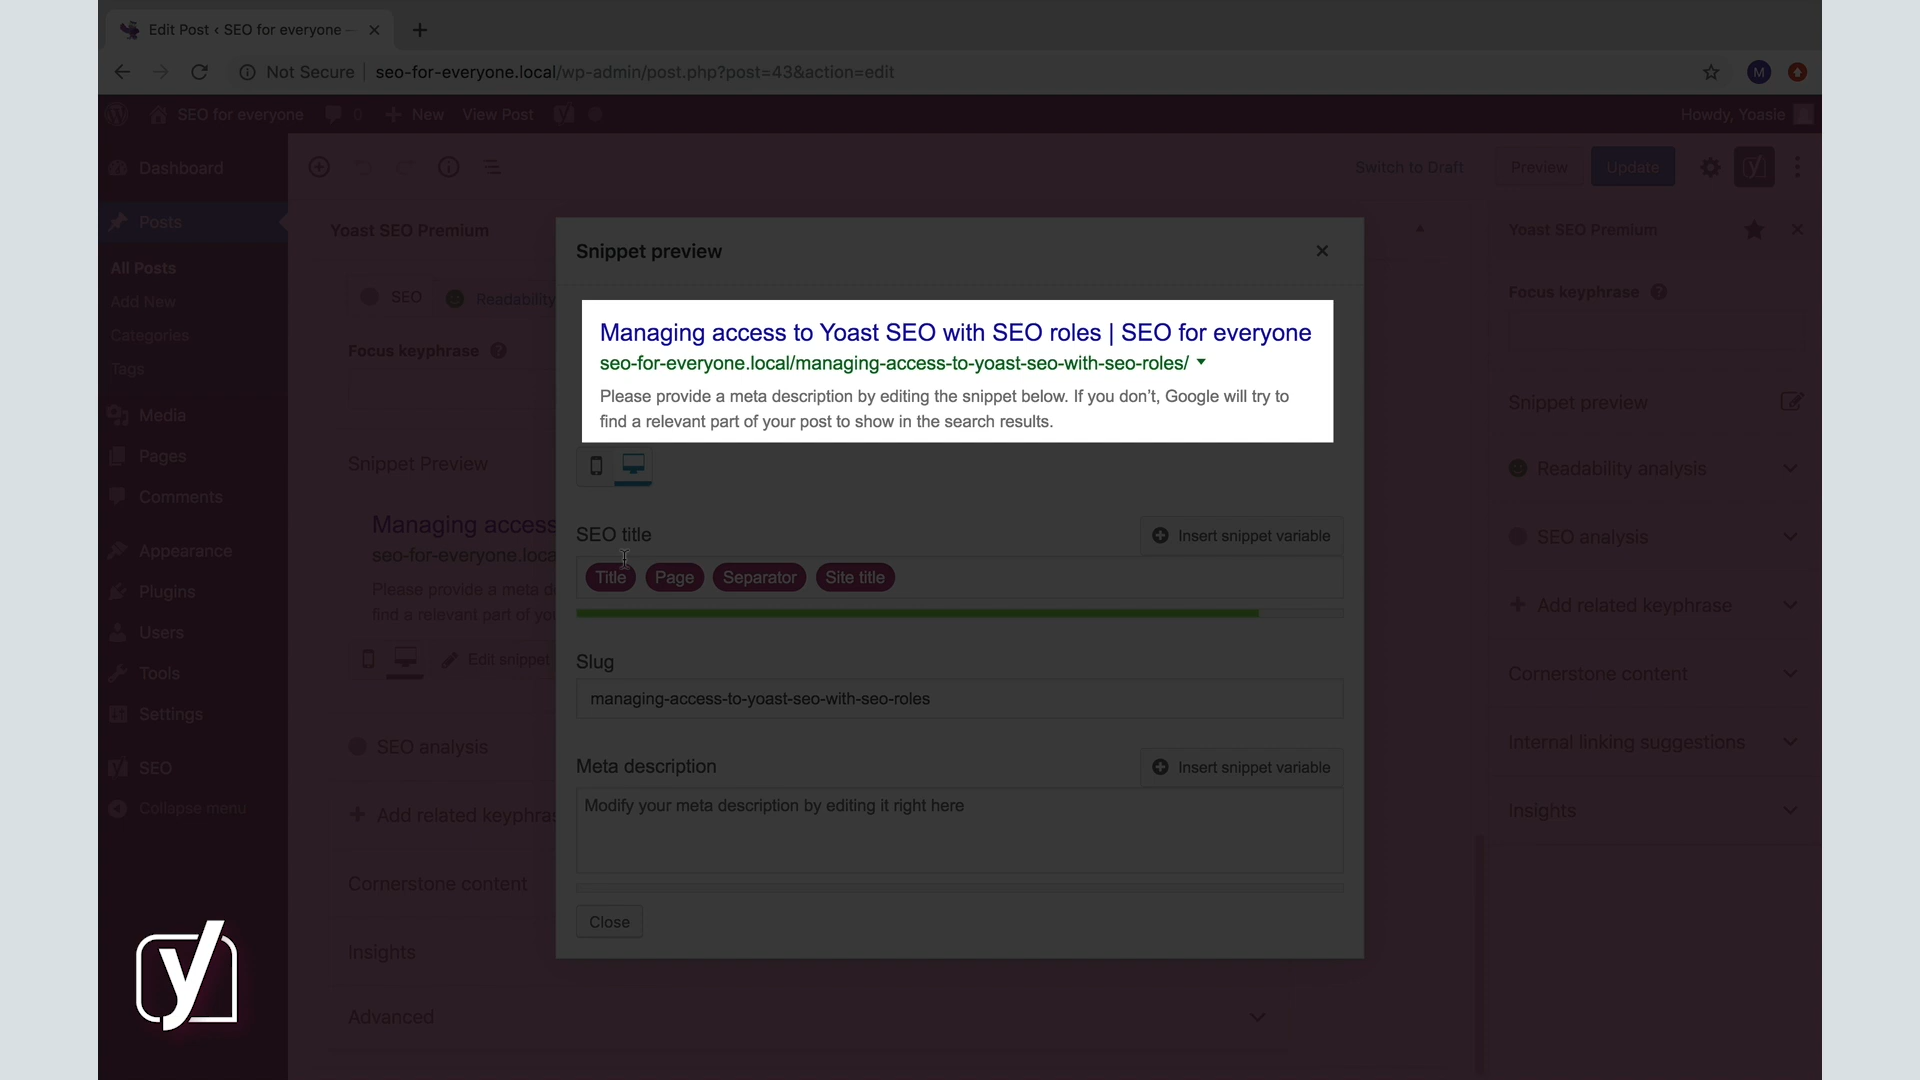 Edit Post ‹ SEO for everyone —
Not Secure
seo-for-everyone.local/wp-admin/post.php?post=43&action=edit
M
SEO for everyone
0
New
View Post
Howdy, Yoasie
Dashboard
Posts
All Posts
Add New
Categories
Tags
Media
Pages
Comments
Appearance
Plugins
Users
Tools
Settings
SEO
Collapse menu
Switch to Draft
Preview
Update
Yoast SEO Premium
SEO
Readability
Focus keyphrase
Snippet Preview
Managing access
seo-for-everyone.loca
Please provide a meta d
find a relevant part of you
Edit snippet
SEO analysis
Add related keyphras
Cornerstone content
Insights
Advanced
Snippet preview
Managing access to Yoast SEO with SEO roles | SEO for everyone
seo-for-everyone.local/managing-access-to-yoast-seo-with-seo-roles/
Please provide a meta description by editing the snippet below. If you don’t, Google will try to
find a relevant part of your post to show in the search results.
SEO title
Insert snippet variable
Title Page Separator Site title
Slug
managing-access-to-yoast-seo-with-seo-roles
Meta description
Insert snippet variable
Modify your meta description by editing it right here
Close
Yoast SEO Premium
Focus keyphrase
Snippet preview
Readability analysis
SEO analysis
Add related keyphrase
Cornerstone content
Internal linking suggestions
Insights
y